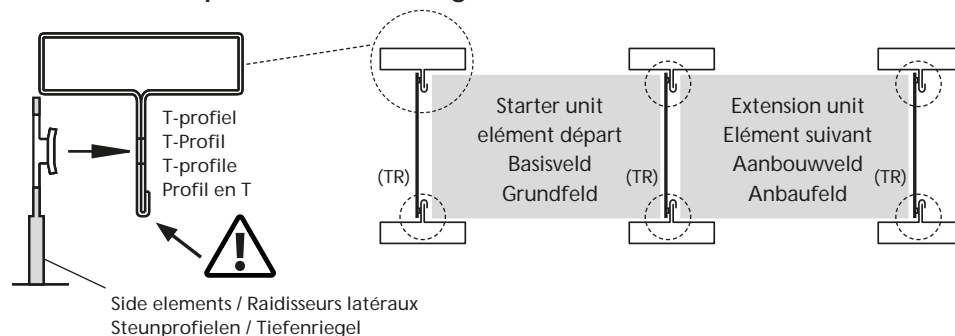 T-profiel
T-Profil
T-profile
Profil en T
(TR)
Starter unit
elément départ
Basisveld
Grundfeld
(TR)
Extension unit
Elément suivant
Aanbouwveld
Anbaufeld
(TR)
Side elements / Raidisseurs latéraux
Steunprofielen / Tiefenriegel